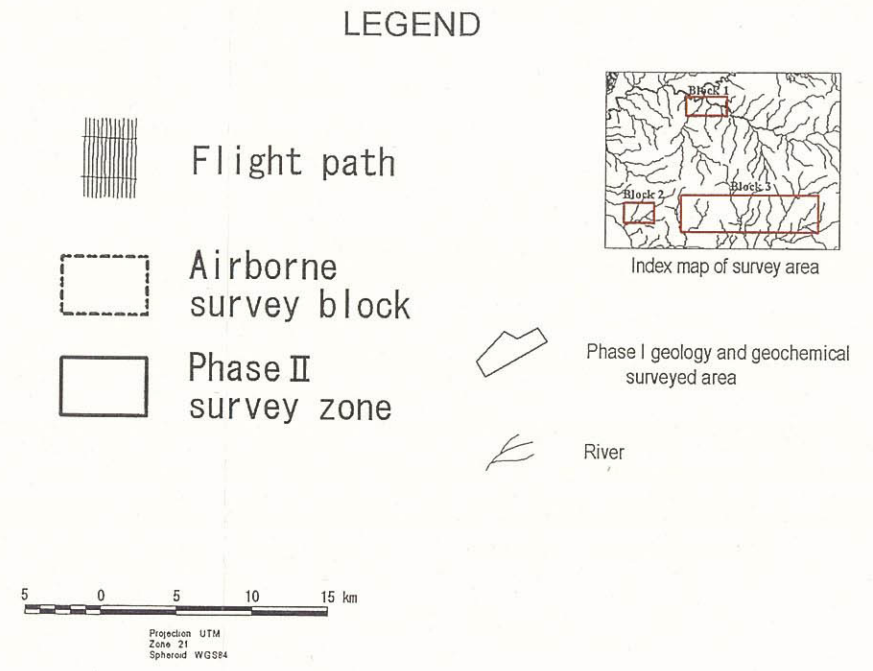 LEGEND
Flight path
Airborne
survey block
Phase II
survey zone
Block 1
Block 2
Block 3
Index map of survey area
Phase I geology and geochemical
surveyed area
River
5 0 5 10 15 km
Projection UTM
Zone 21
Spheroid WGS84